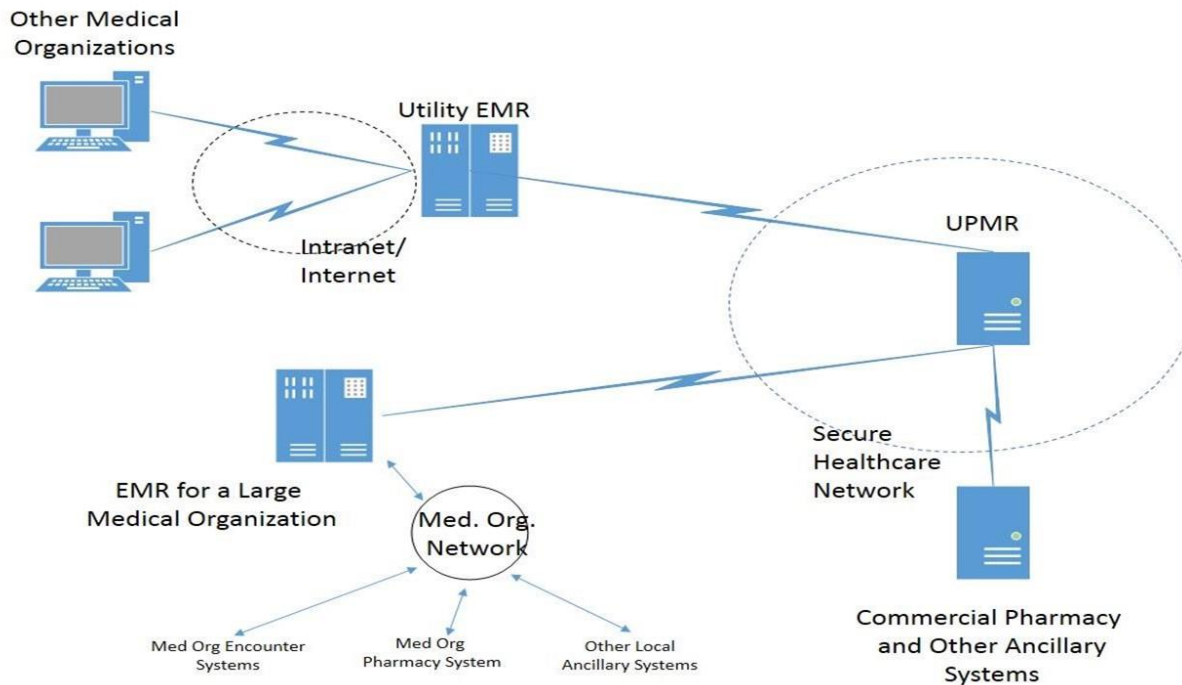 Other Medical
Organizations
Utility EMR
Intranet/
Internet
UPMR
Secure
Healthcare
Network
EMR for a Large
Medical Organization
Med. Org.
Network
Med Org Encounter
Systems
Med Org
Pharmacy System
Other Local
Ancillary Systems
Commercial Pharmacy
and Other Ancillary
Systems